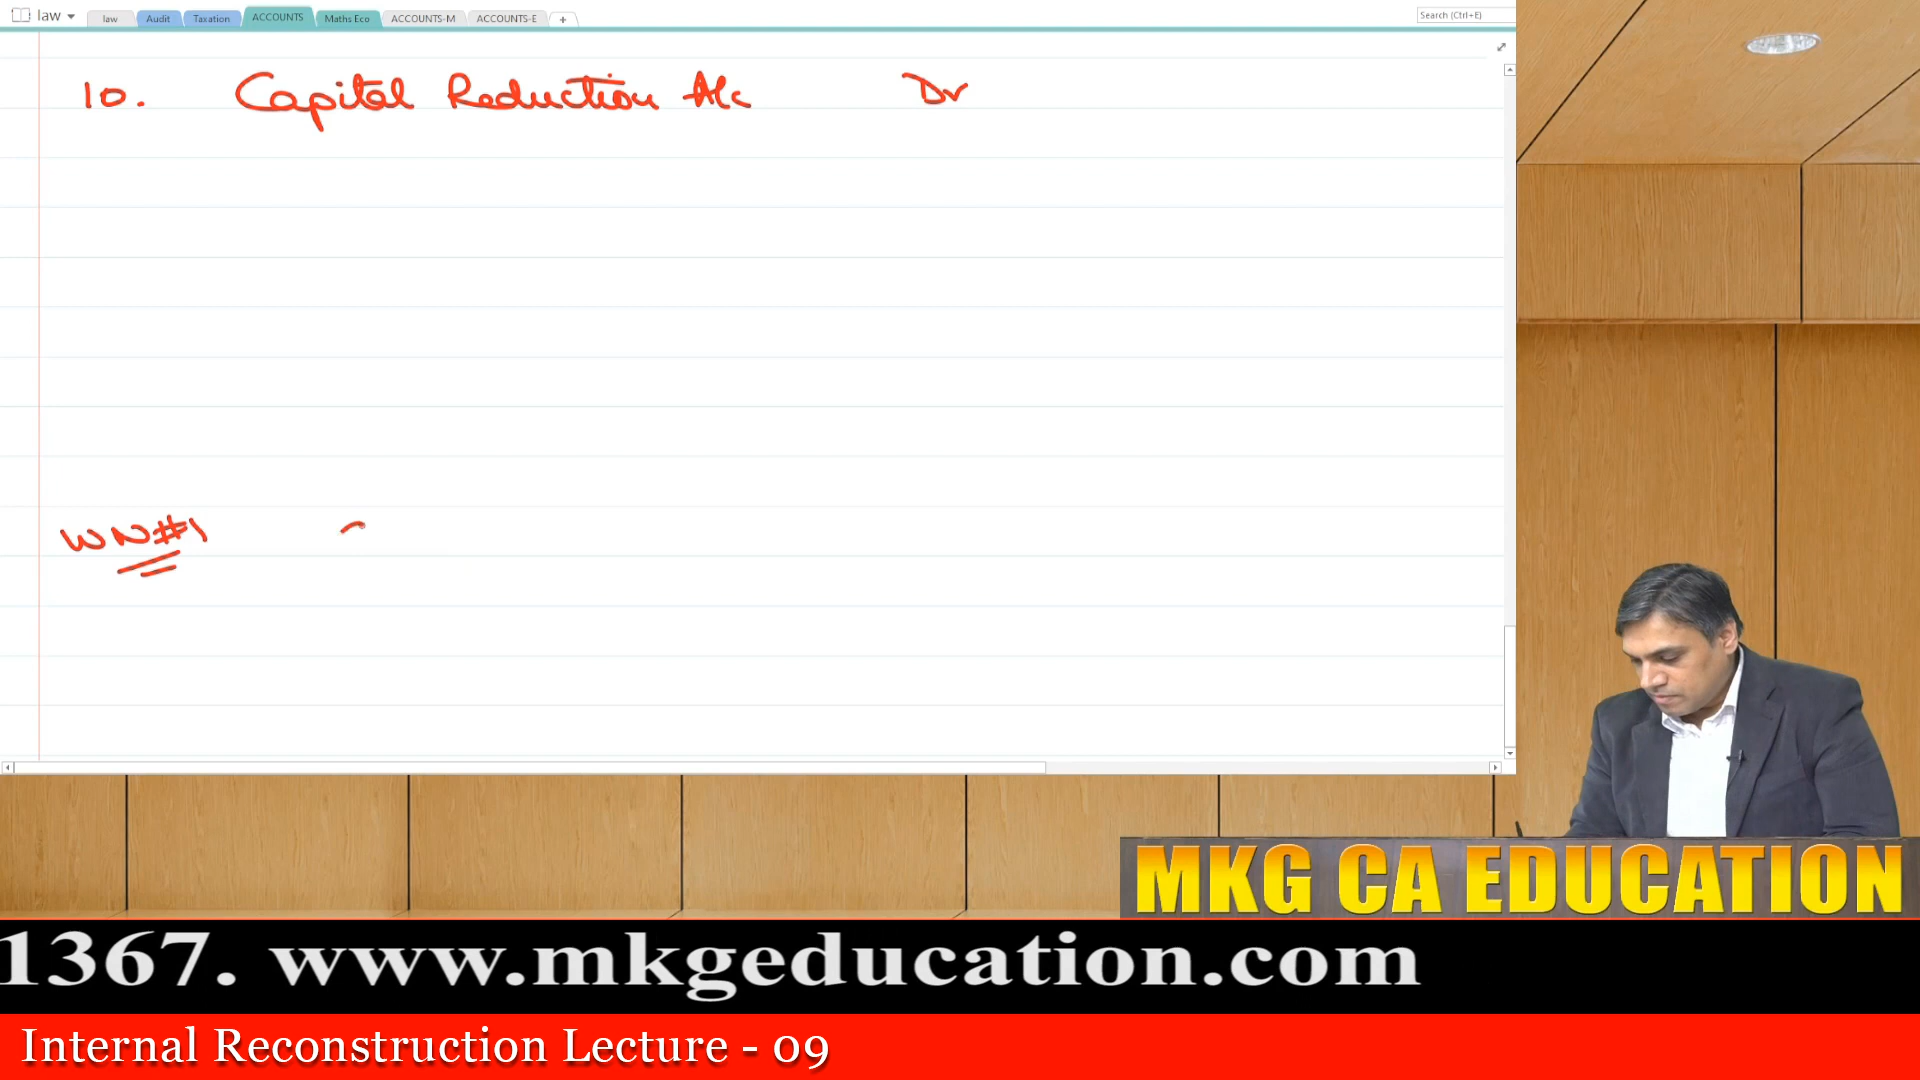 law law Audit Taxation ACCOUNTS Maths Eco ACCOUNTS-M ACCOUNTS-E + Search (Ctrl+E)
10. Capital Reduction A/c Dr
WN#1
MKG CA EDUCATION
1367. www.mkgeducation.com
Internal Reconstruction Lecture - 09